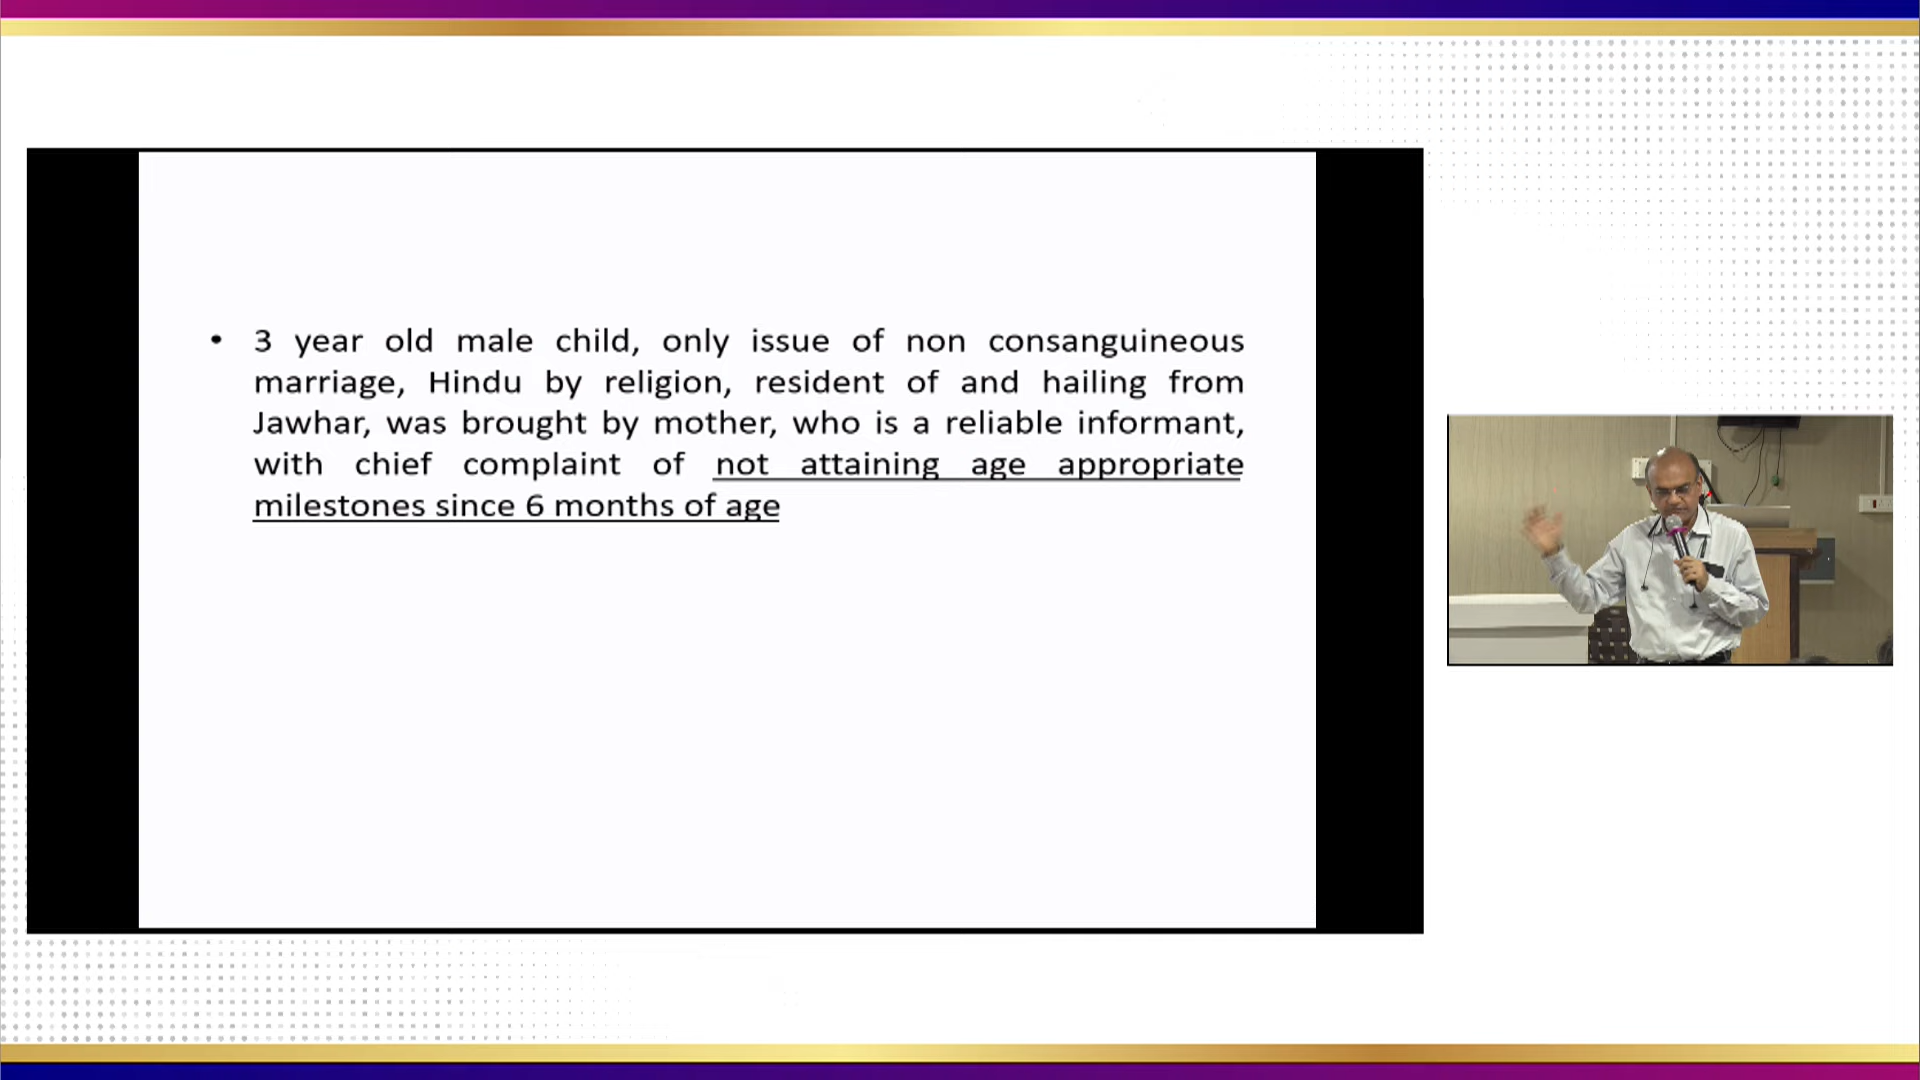 • 3 year old male child, only issue of non consanguineous
marriage, Hindu by religion, resident of and hailing from
Jawhar, was brought by mother, who is a reliable informant,
with chief complaint of not attaining age appropriate
milestones since 6 months of age